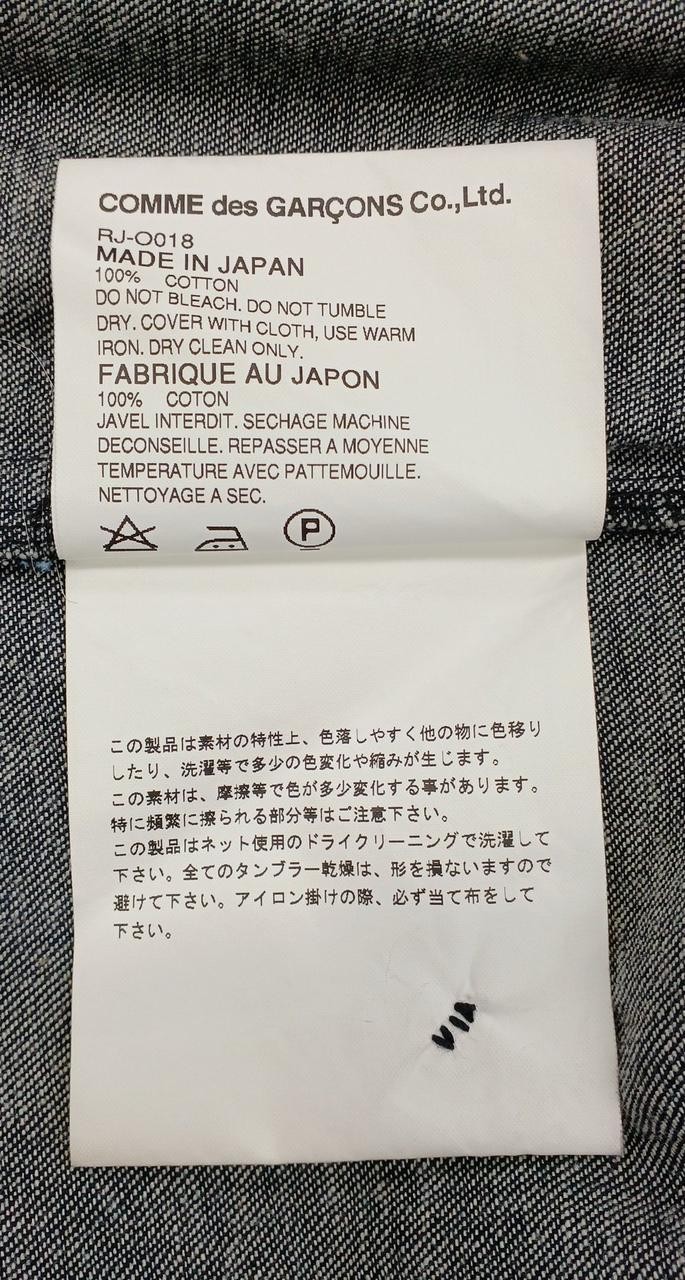 COMME des GARÇONS Co.,Ltd.
RJ-O018
MADE IN JAPAN
100% COTTON
DO NOT BLEACH. DO NOT TUMBLE
DRY. COVER WITH CLOTH, USE WARM
IRON. DRY CLEAN ONLY.
FABRIQUE AU JAPON
100% COTON
JAVEL INTERDIT. SECHAGE MACHINE
DECONSEILLE. REPASSER A MOYENNE
TEMPERATURE AVEC PATTEMOUILLE.
NETTOYAGE A SEC.
P
この製品は素材の特性上、色落しやすく他の物に色移り
したり、洗濯等で多少の色変化や縮みが生じます。
この素材は、摩擦等で色が多少変化する事があります。
特に頻繁に擦られる部分等はご注意下さい。
この製品はネット使用のドライクリーニングで洗濯して
下さい。全てのタンブラー乾燥は、形を損ないますので
避けて下さい。アイロン掛けの際、必ず当て布をして
下さい。